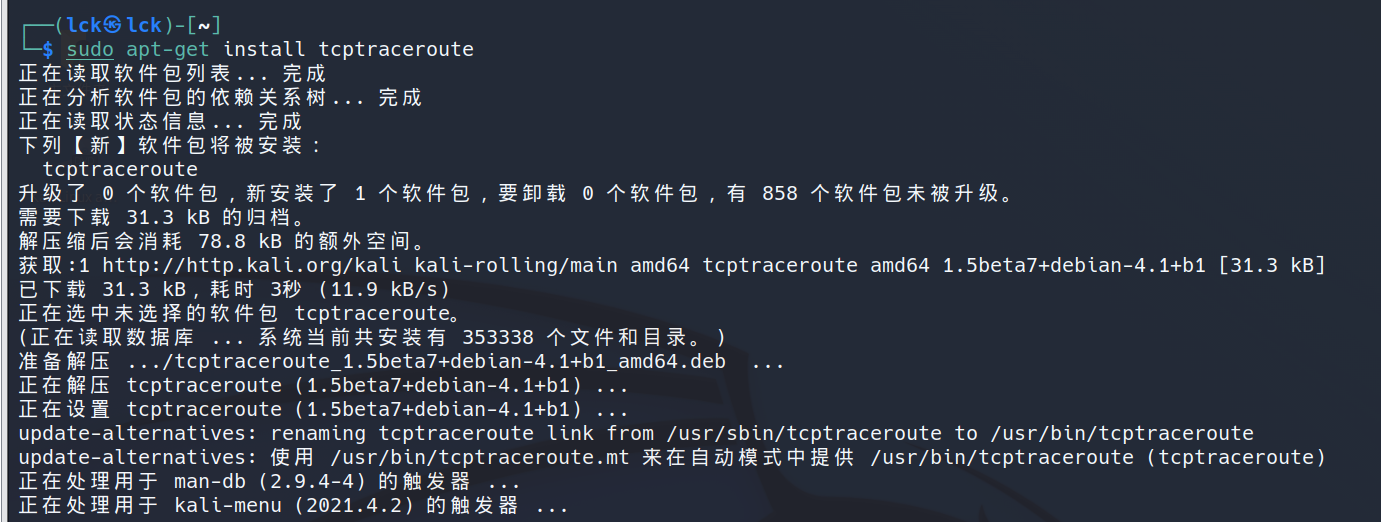 ┌──(lck㉿lck)-[~]
└─$ sudo apt-get install tcptraceroute
正在读取软件包列表... 完成
正在分析软件包的依赖关系树... 完成
正在读取状态信息... 完成
下列【新】软件包将被安装：
  tcptraceroute
升级了 0 个软件包，新安装了 1 个软件包，要卸载 0 个软件包，有 858 个软件包未被升级。
需要下载 31.3 kB 的归档。
解压缩后会消耗 78.8 kB 的额外空间。
获取:1 http://http.kali.org/kali kali-rolling/main amd64 tcptraceroute amd64 1.5beta7+debian-4.1+b1 [31.3 kB]
已下载 31.3 kB，耗时 3秒 (11.9 kB/s)
正在选中未选择的软件包 tcptraceroute。
(正在读取数据库 ... 系统当前共安装有 353338 个文件和目录。)
准备解压 .../tcptraceroute_1.5beta7+debian-4.1+b1_amd64.deb  ...
正在解压 tcptraceroute (1.5beta7+debian-4.1+b1) ...
正在设置 tcptraceroute (1.5beta7+debian-4.1+b1) ...
update-alternatives: renaming tcptraceroute link from /usr/sbin/tcptraceroute to /usr/bin/tcptraceroute
update-alternatives: 使用 /usr/bin/tcptraceroute.mt 来在自动模式中提供 /usr/bin/tcptraceroute (tcptraceroute)
正在处理用于 man-db (2.9.4-4) 的触发器 ...
正在处理用于 kali-menu (2021.4.2) 的触发器 ...